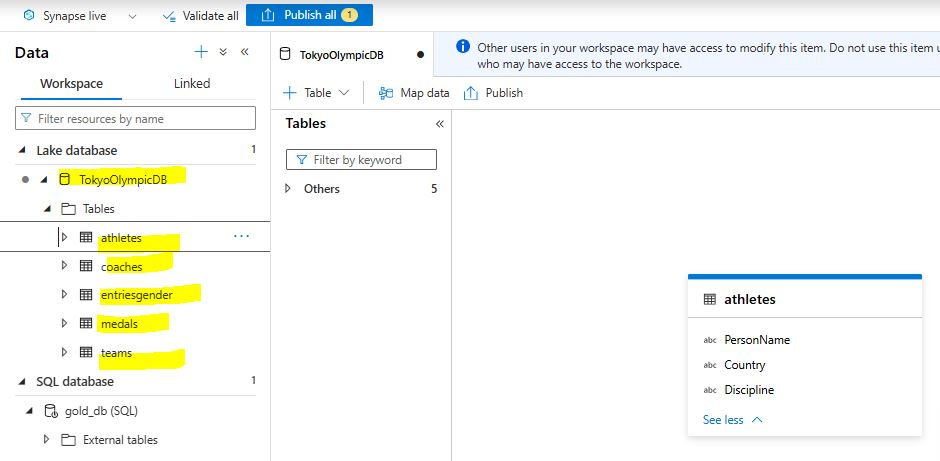 Synapse live
Validate all
Publish all 1
Data
Workspace
Linked
Filter resources by name
Lake database 1
TokyoOlympicDB
Tables
athletes
coaches
entriesgender
medals
teams
SQL database 1
gold_db (SQL)
External tables
TokyoOlympicDB
Other users in your workspace may have access to modify this item. Do not use this item u
who may have access to the workspace.
Table
Map data
Publish
Tables
Filter by keyword
Others 5
athletes
abc PersonName
abc Country
abc Discipline
See less